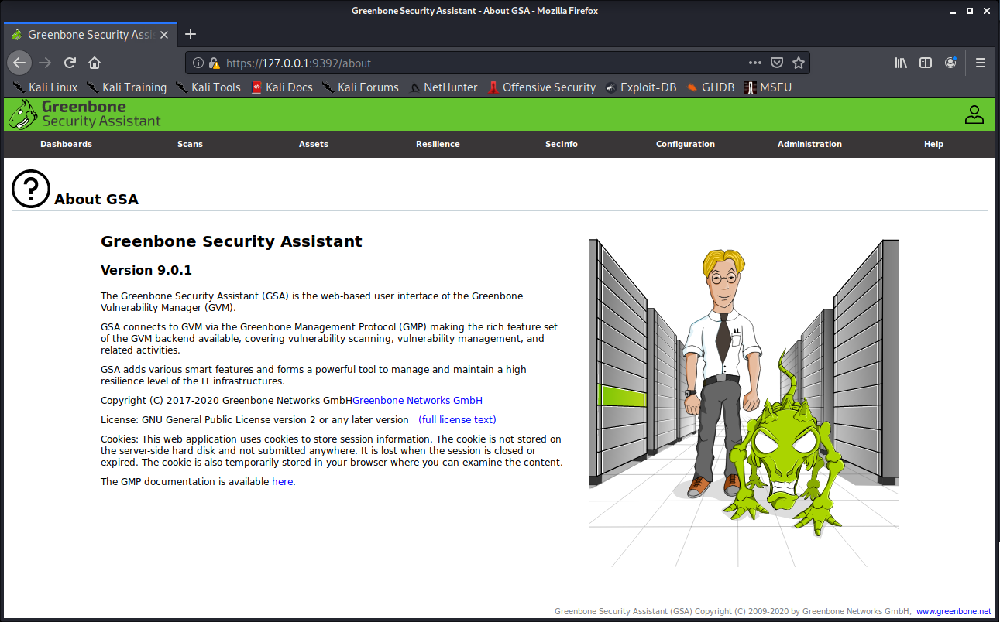 Greenbone Security Assistant - About GSA - Mozilla Firefox
Greenbone Security Assis
https://127.0.0.1:9392/about
Kali Linux Kali Training Kali Tools Kali Docs Kali Forums NetHunter Offensive Security Exploit-DB GHDB MSFU
Greenbone
Security Assistant
Dashboards Scans Assets Resilience SecInfo Configuration Administration Help
About GSA
Greenbone Security Assistant
Version 9.0.1
The Greenbone Security Assistant (GSA) is the web-based user interface of the Greenbone
Vulnerability Manager (GVM).
GSA connects to GVM via the Greenbone Management Protocol (GMP) making the rich feature set
of the GVM backend available, covering vulnerability scanning, vulnerability management, and
related activities.
GSA adds various smart features and forms a powerful tool to manage and maintain a high
resilience level of the IT infrastructures.
Copyright (C) 2017-2020 Greenbone Networks GmbHGreenbone Networks GmbH
License: GNU General Public License version 2 or any later version (full license text)
Cookies: This web application uses cookies to store session information. The cookie is not stored on
the server-side hard disk and not submitted anywhere. It is lost when the session is closed or
expired. The cookie is also temporarily stored in your browser where you can examine the content.
The GMP documentation is available here.
Greenbone Security Assistant (GSA) Copyright (C) 2009-2020 by Greenbone Networks GmbH, www.greenbone.net